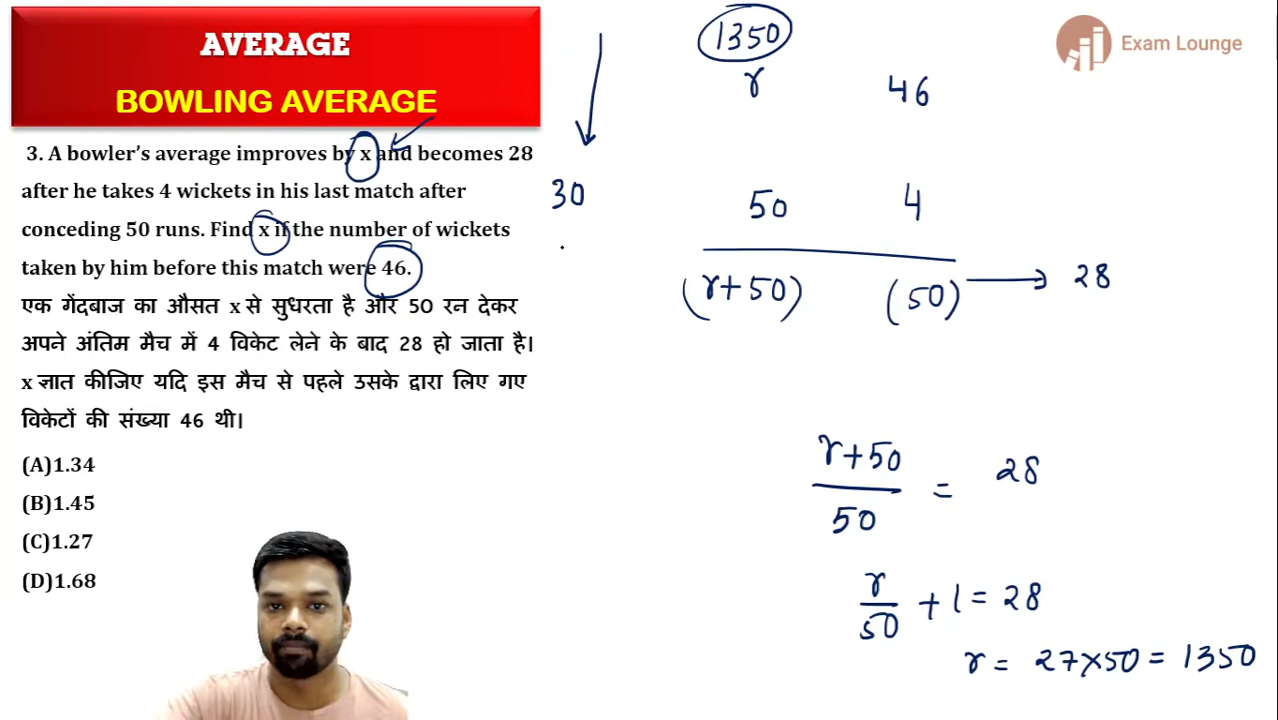 AVERAGE
BOWLING AVERAGE
3. A bowler's average improves by x and becomes 28
after he takes 4 wickets in his last match after
conceding 50 runs. Find x if the number of wickets
taken by him before this match were 46.
एक गेंदबाज का औसत x से सुधरता है और 50 रन देकर
अपने अंतिम मैच में 4 विकेट लेने के बाद 28 हो जाता है।
x ज्ञात कीजिए यदि इस मैच से पहले उसके द्वारा लिए गए
विकेटों की संख्या 46 थी।
(A)1.34
(B)1.45
(C)1.27
(D)1.68
Exam Lounge
1350
r 46
30 50 4
(r+50) (50) → 28
r+50
50
= 28
r/50 + 1 = 28
r = 27×50 = 1350